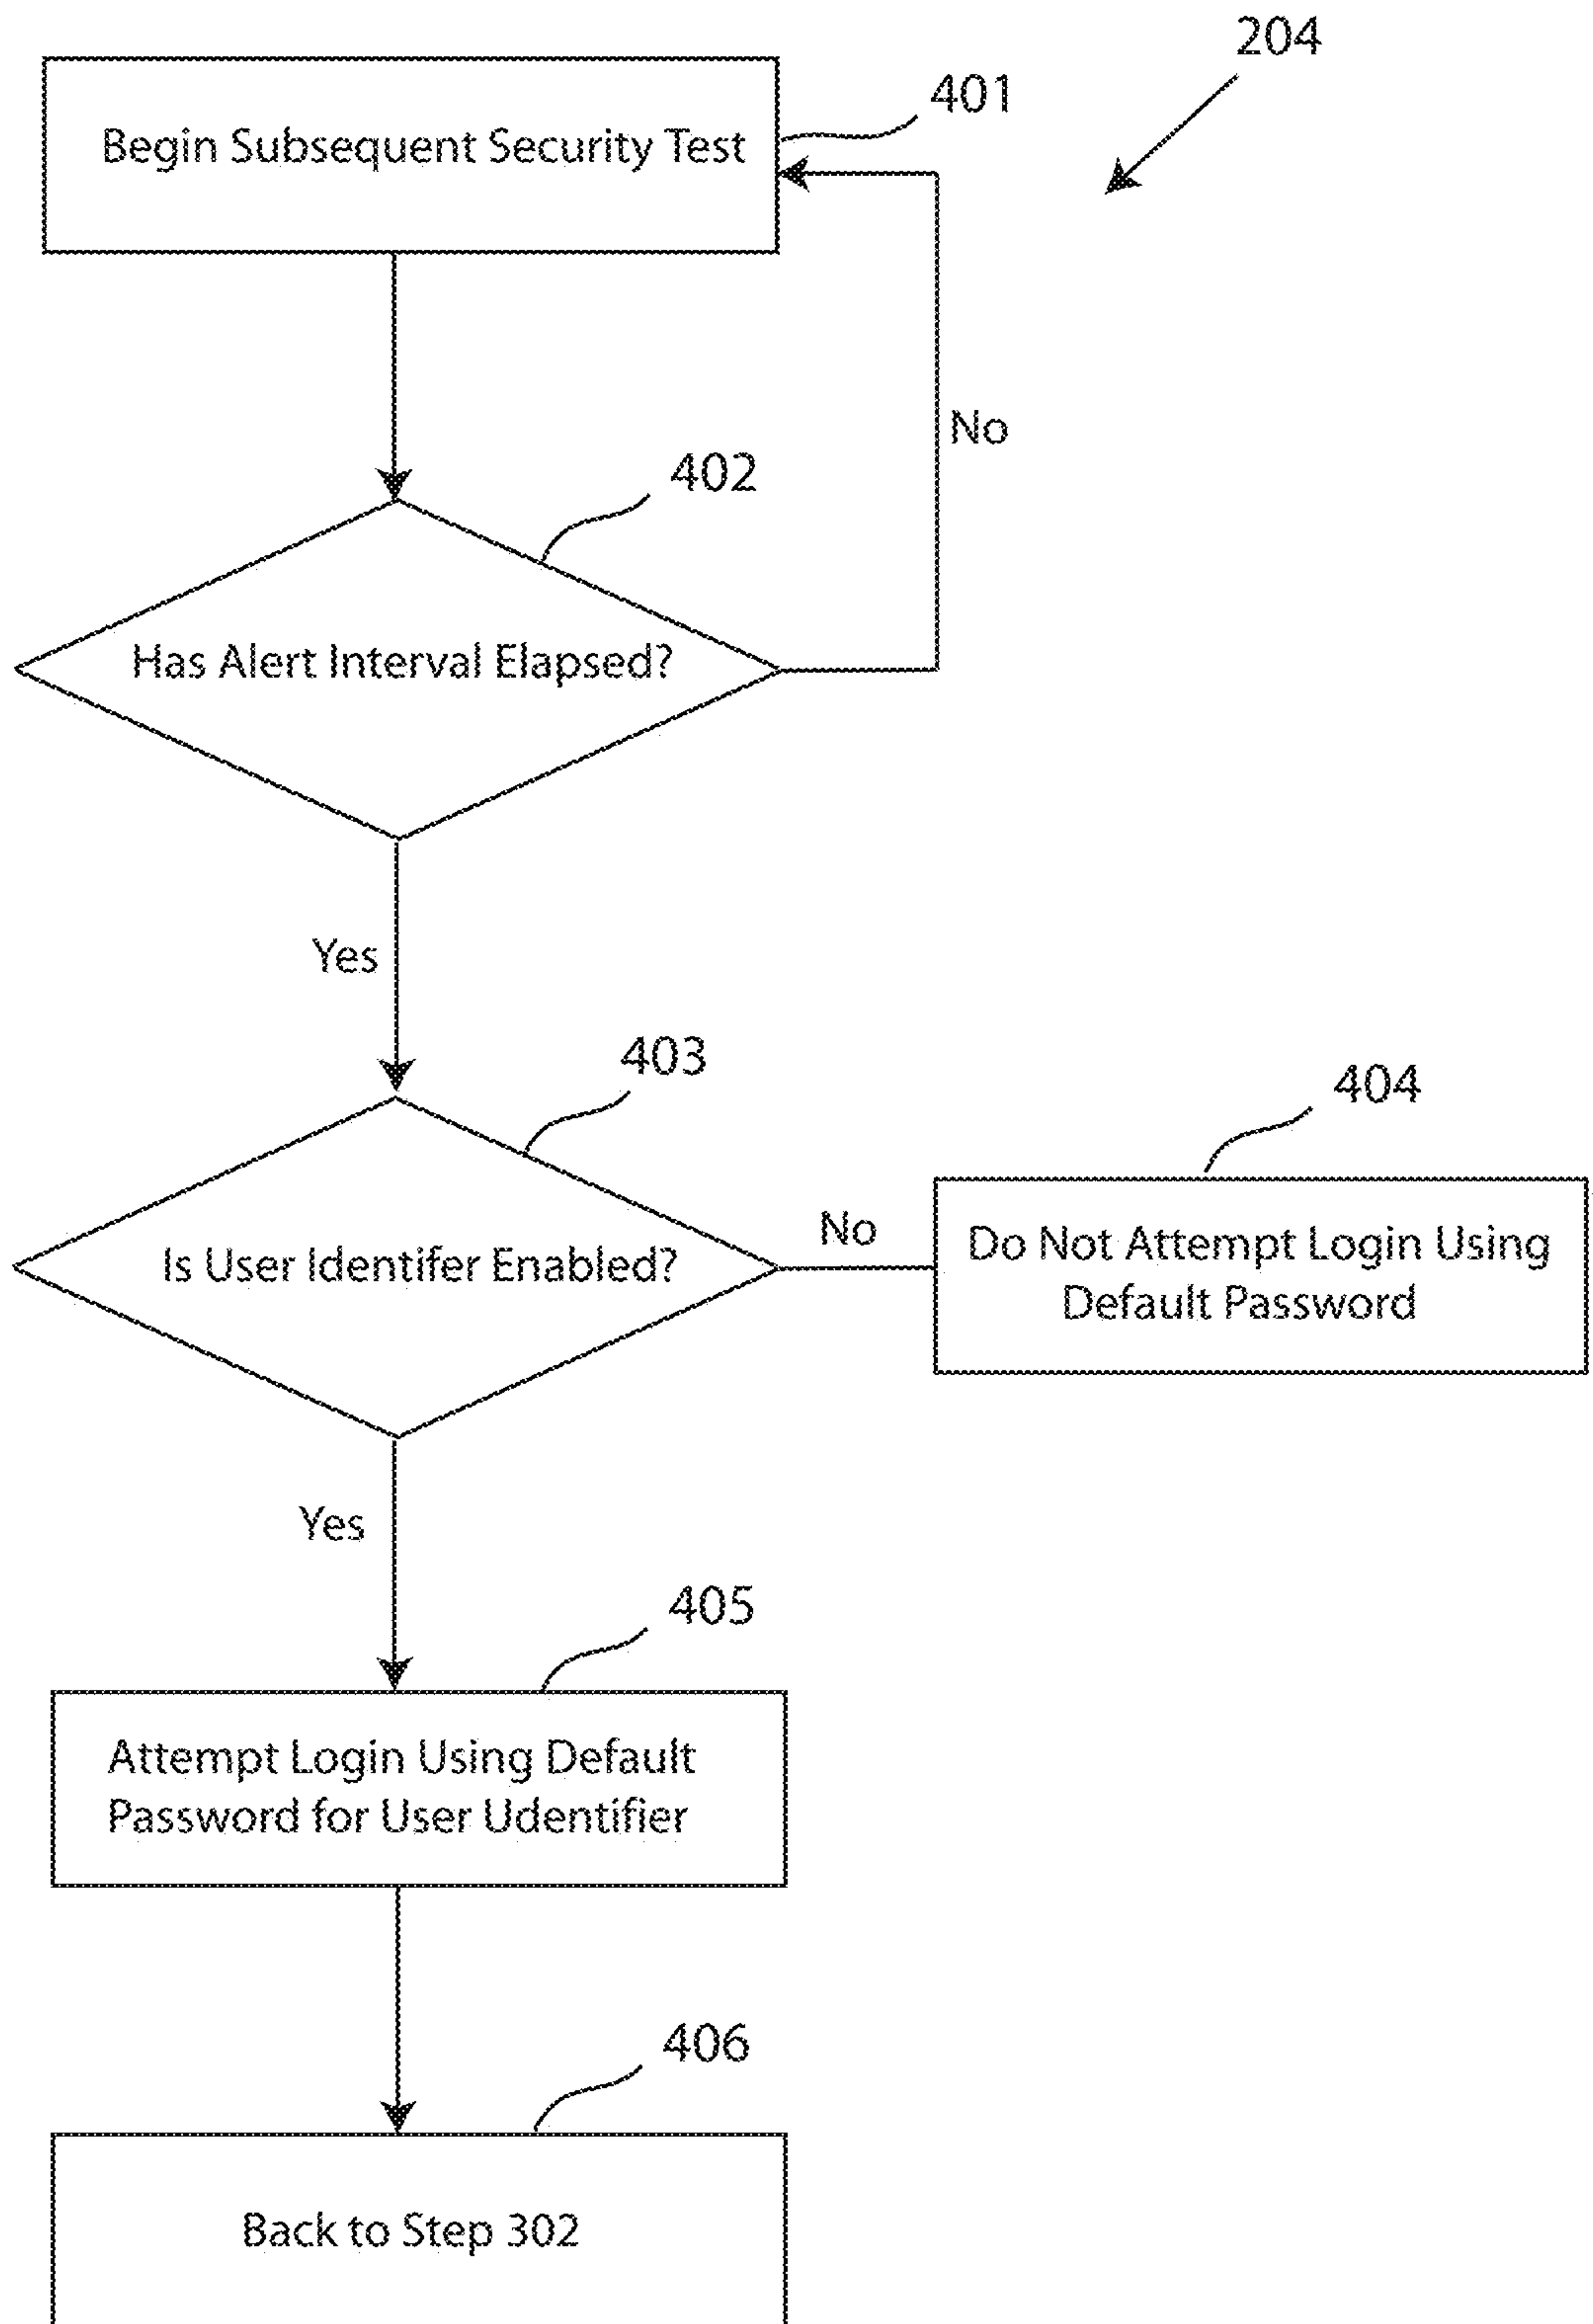 204
401
Begin Subsequent Security Test
No
402
Has Alert Interval Elapsed?
Yes
403
404
Is User Identifer Enabled?
No
Do Not Attempt Login Using
Default Password
Yes
405
Attempt Login Using Default
Password for User Udentifier
406
Back to Step 302